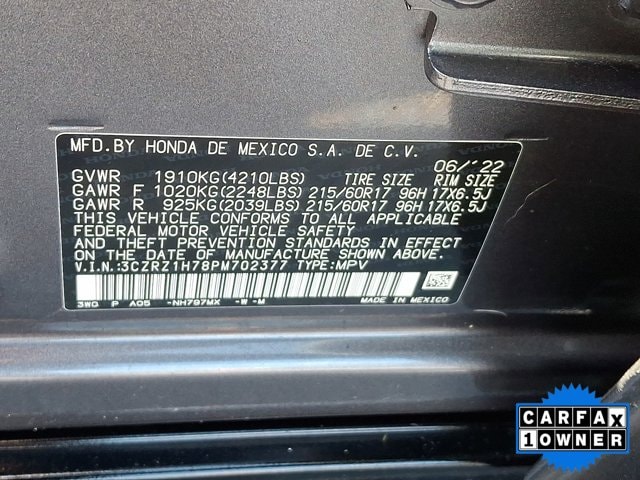 MFD.BY HONDA DE MEXICO S.A. DE C.V. 06/'22
GVWR 1910KG(4210LBS) TIRE SIZE RIM SIZE
GAWR F 1020KG(2248LBS) 215/60R17 96H 17X6.5J
GAWR R 925KG(2039LBS) 215/60R17 96H 17X6.5J
THIS VEHICLE CONFORMS TO ALL APPLICABLE
FEDERAL MOTOR VEHICLE SAFETY
AND THEFT PREVENTION STANDARDS IN EFFECT
ON THE DATE OF MANUFACTURE SHOWN ABOVE.
V.I.N.:3CZRZ1H78PM702377 TYPE:MPV
3W0 P A05 -NH797MX -W -M MADE IN MEXICO
CARFAX
1 OWNER